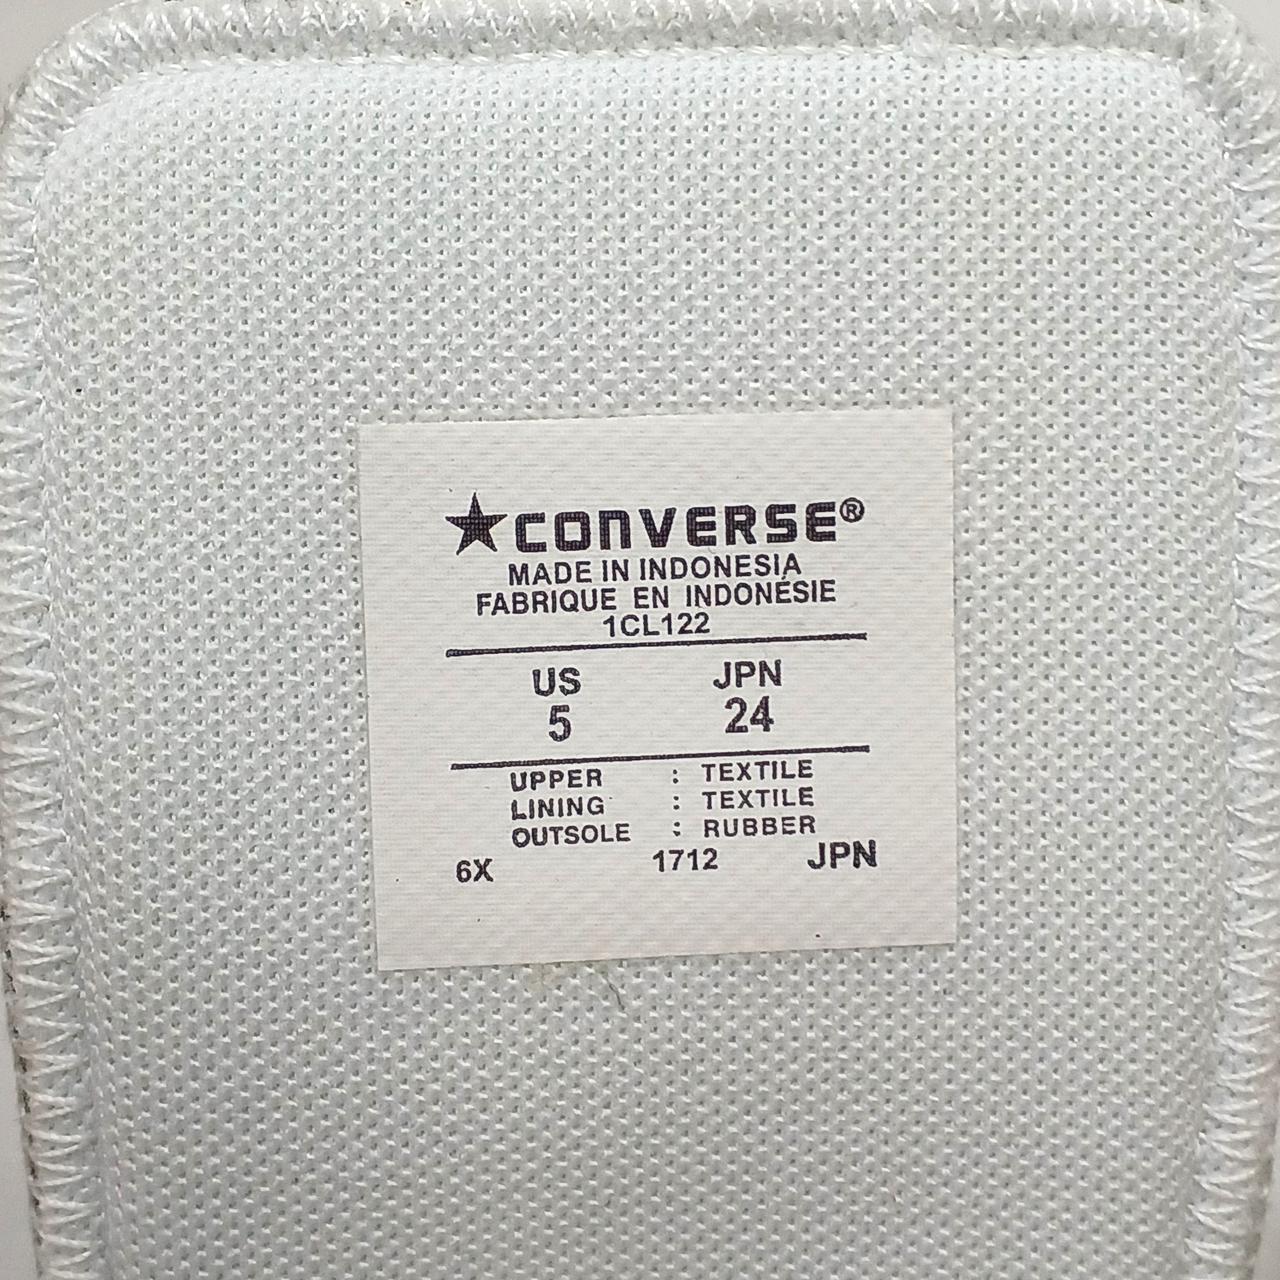 ★CONVERSE®
MADE IN INDONESIA
FABRIQUE EN INDONÉSIE
1CL122
US JPN
5 24
UPPER : TEXTILE
LINING : TEXTILE
OUTSOLE : RUBBER
6X 1712 JPN